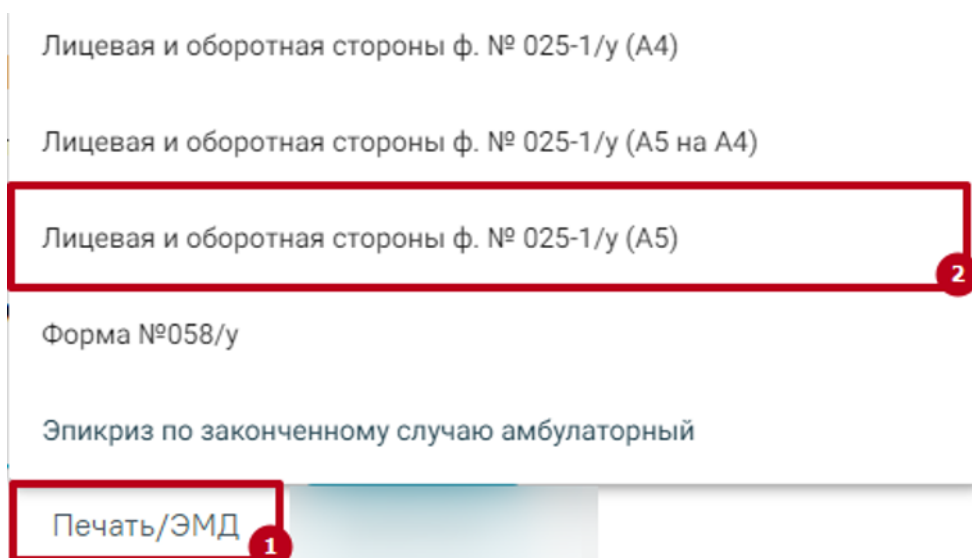 Лицевая и оборотная стороны ф. № 025-1/у (А4)
Лицевая и оборотная стороны ф. № 025-1/у (А5 на А4)
Лицевая и оборотная стороны ф. № 025-1/у (А5)
2
Форма №058/у
Эпикриз по законченному случаю амбулаторный
Печать/ЭМД
1